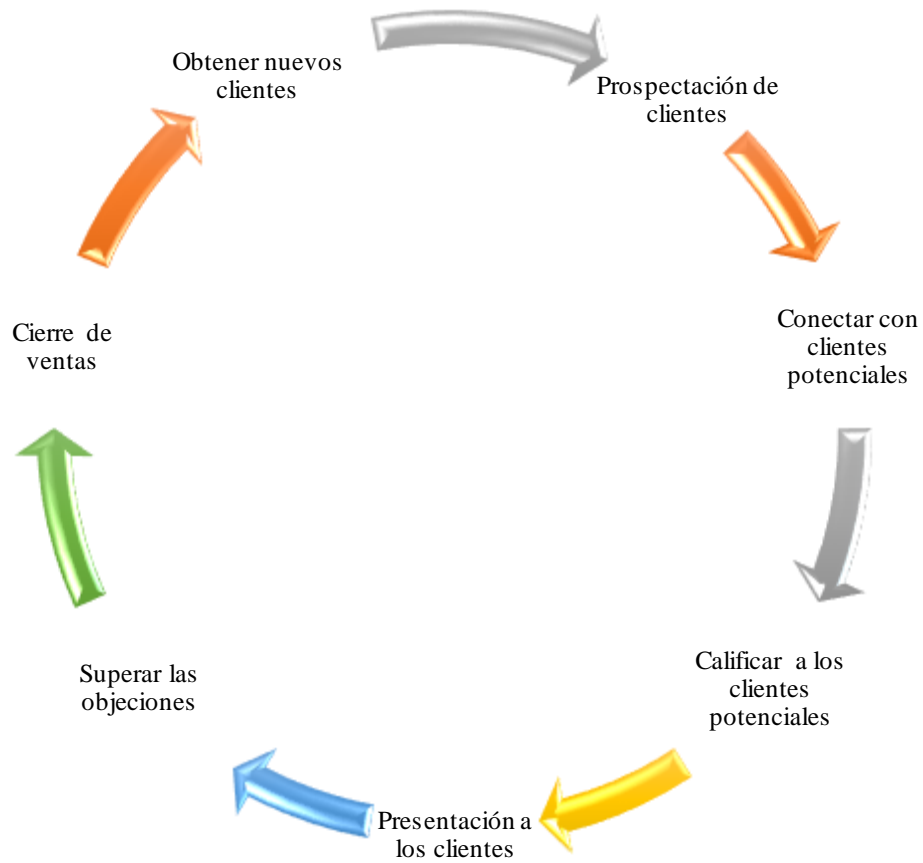 Obtener nuevos
clientes
Prospectación de
clientes
Conectar con
clientes
potenciales
Calificar a los
clientes
potenciales
Presentación a
los clientes
Superar las
objeciones
Cierre de
ventas